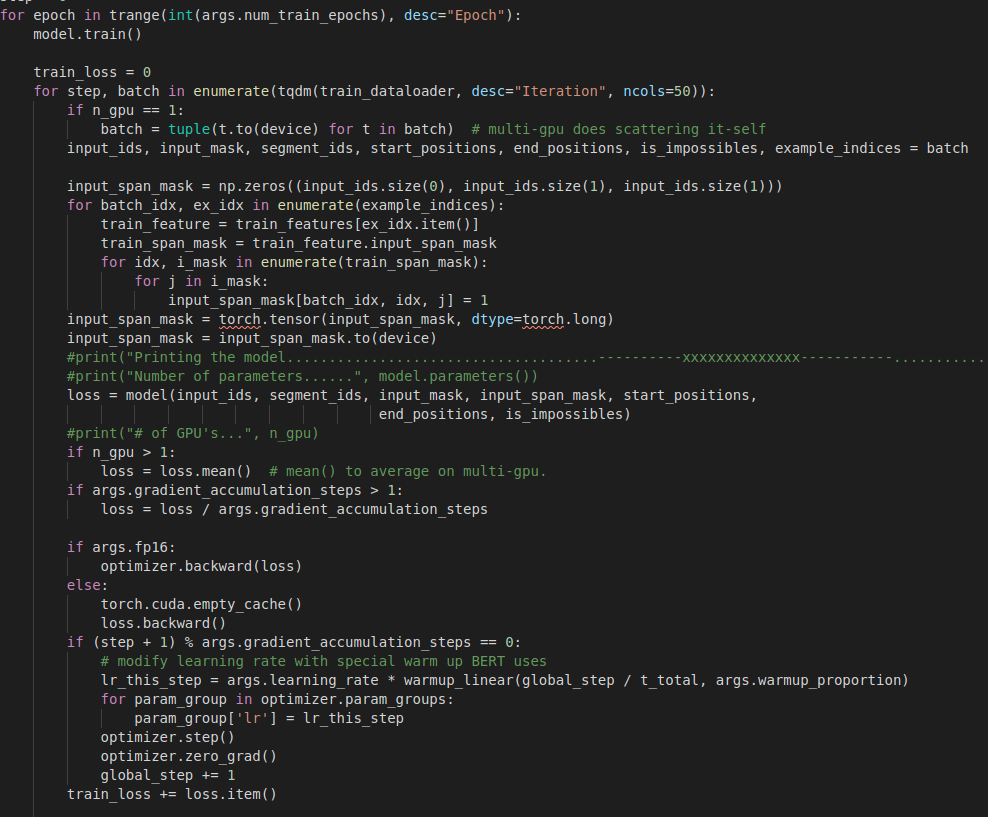 for epoch in trange(int(args.num_train_epochs), desc="Epoch"):
    model.train()

    train_loss = 0
    for step, batch in enumerate(tqdm(train_dataloader, desc="Iteration", ncols=50)):
        if n_gpu == 1:
            batch = tuple(t.to(device) for t in batch)  # multi-gpu does scattering it-self
        input_ids, input_mask, segment_ids, start_positions, end_positions, is_impossibles, example_indices = batch

        input_span_mask = np.zeros((input_ids.size(0), input_ids.size(1), input_ids.size(1)))
        for batch_idx, ex_idx in enumerate(example_indices):
            train_feature = train_features[ex_idx.item()]
            train_span_mask = train_feature.input_span_mask
            for idx, i_mask in enumerate(train_span_mask):
                for j in i_mask:
                    input_span_mask[batch_idx, idx, j] = 1
        input_span_mask = torch.tensor(input_span_mask, dtype=torch.long)
        input_span_mask = input_span_mask.to(device)
        #print("Printing the model.....................................----------xxxxxxxxxxxxxx-----------...........
        #print("Number of parameters......", model.parameters())
        loss = model(input_ids, segment_ids, input_mask, input_span_mask, start_positions,
                                             end_positions, is_impossibles)
        #print("# of GPU's...", n_gpu)
        if n_gpu > 1:
            loss = loss.mean()  # mean() to average on multi-gpu.
        if args.gradient_accumulation_steps > 1:
            loss = loss / args.gradient_accumulation_steps

        if args.fp16:
            optimizer.backward(loss)
        else:
            torch.cuda.empty_cache()
            loss.backward()
        if (step + 1) % args.gradient_accumulation_steps == 0:
            # modify learning rate with special warm up BERT uses
            lr_this_step = args.learning_rate * warmup_linear(global_step / t_total, args.warmup_proportion)
            for param_group in optimizer.param_groups:
                param_group['lr'] = lr_this_step
            optimizer.step()
            optimizer.zero_grad()
            global_step += 1
        train_loss += loss.item()